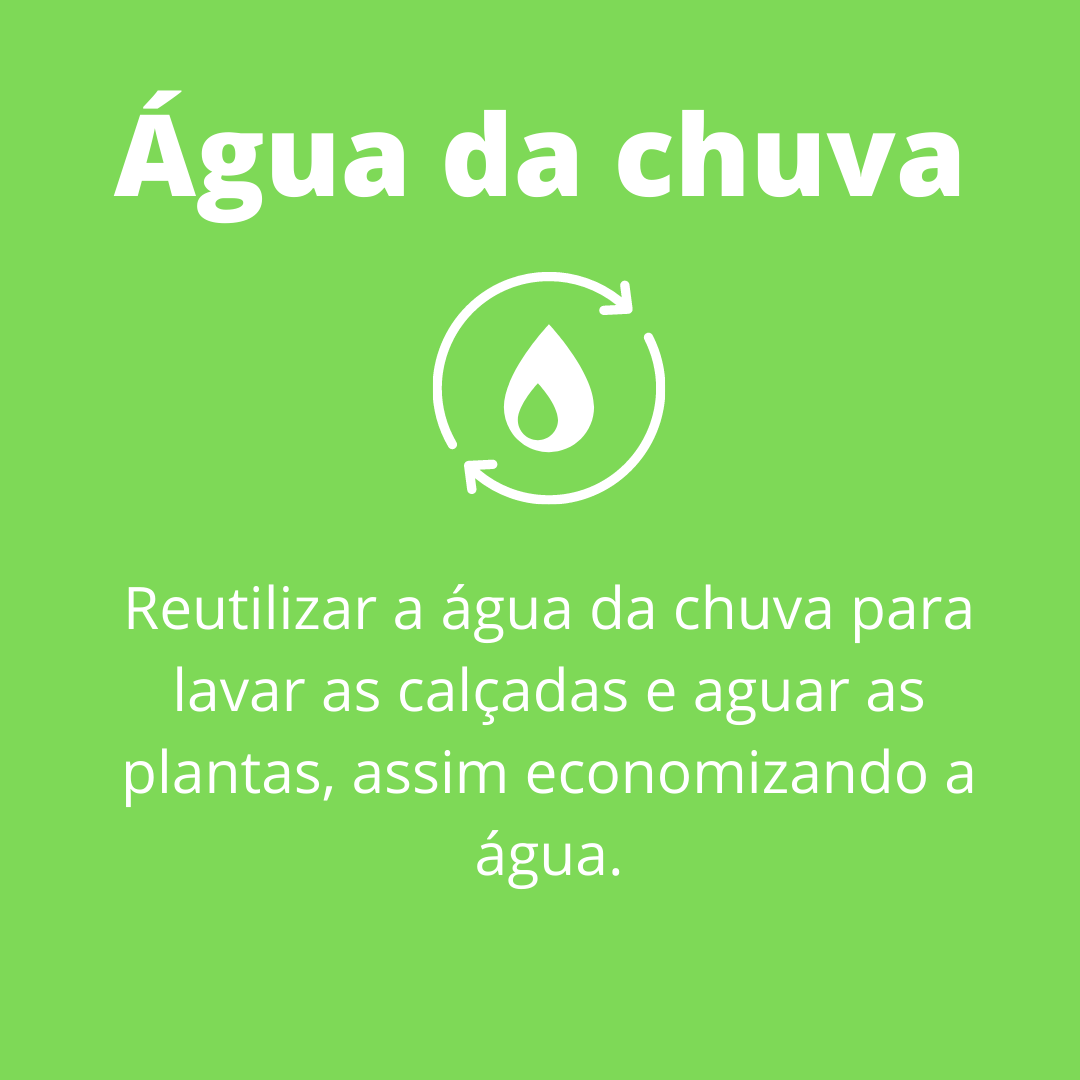 Água da chuva
Reutilizar a água da chuva para
lavar as calçadas e aguar as
plantas, assim economizando a
água.